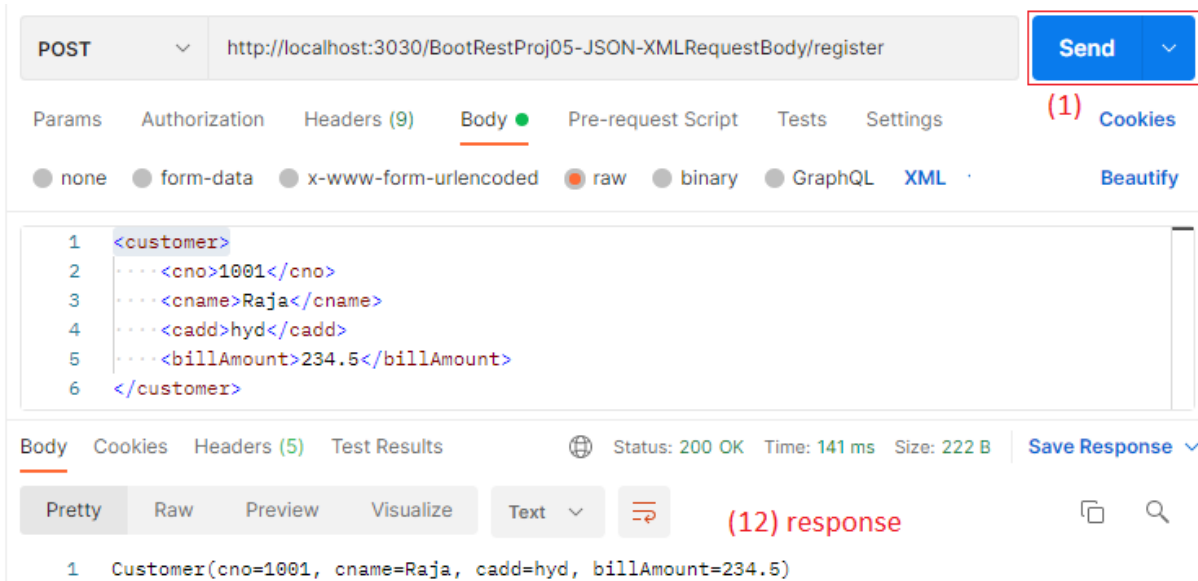 POST http://localhost:3030/BootRestProj05-JSON-XMLRequestBody/register Send
(1)
Params Authorization Headers (9) Body Pre-request Script Tests Settings Cookies
none form-data x-www-form-urlencoded raw binary GraphQL XML Beautify
1 <customer>
2 ····<cno>1001</cno>
3 ····<cname>Raja</cname>
4 ····<cadd>hyd</cadd>
5 ····<billAmount>234.5</billAmount>
6 </customer>
Body Cookies Headers (5) Test Results Status: 200 OK Time: 141 ms Size: 222 B Save Response
Pretty Raw Preview Visualize Text (12) response
1 Customer(cno=1001, cname=Raja, cadd=hyd, billAmount=234.5)